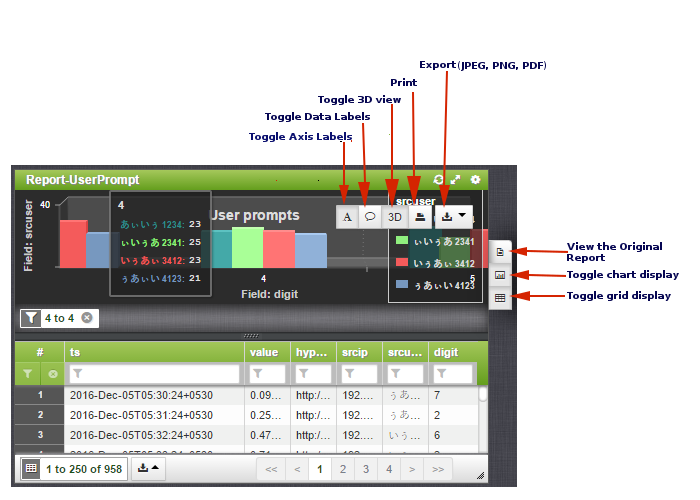 Export(JPEG, PNG, PDF)
Print
Toggle 3D view
Toggle Data Labels
Toggle Axis Labels
Report-UserPrompt
40
Field: srcuser
4
あぃいぅ 1234: 23
ぃいぅあ 2341: 25
いぅあぃ 3412: 23
ぅあぃい 4123: 21
User prompts
A
3D
srcuser
ぃいぅあ 2341
いぅあぃ 3412
ぅあぃい 4123
4
5
Field: digit
View the Original
Report
Toggle chart display
Toggle grid display
4 to 4
# ts value hyp... srcip srcu... digit
1 2016-Dec-05T05:30:24+0530 0.09... http:/... 192.... ぅあ... 7
2 2016-Dec-05T05:31:24+0530 0.25... http:/... 192.... ぅあ... 2
3 2016-Dec-05T05:32:24+0530 0.47... http:/... 192.... いぅ... 6
1 to 250 of 958
<< < 1 2 3 4 > >>